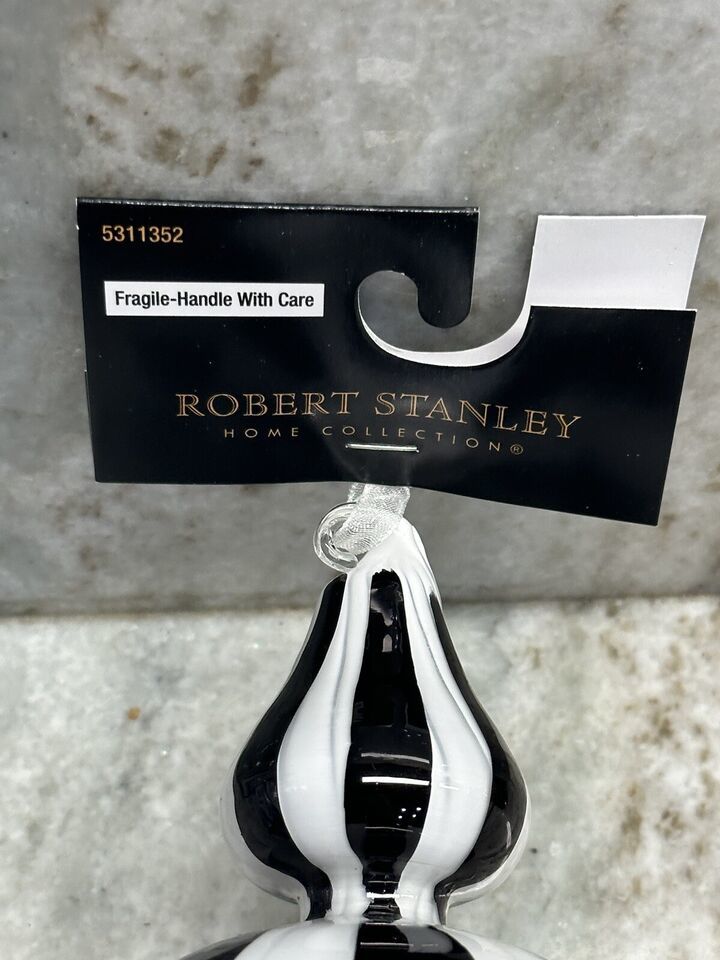 5311352
Fragile-Handle With Care
ROBERT STANLEY
HOME COLLECTION®